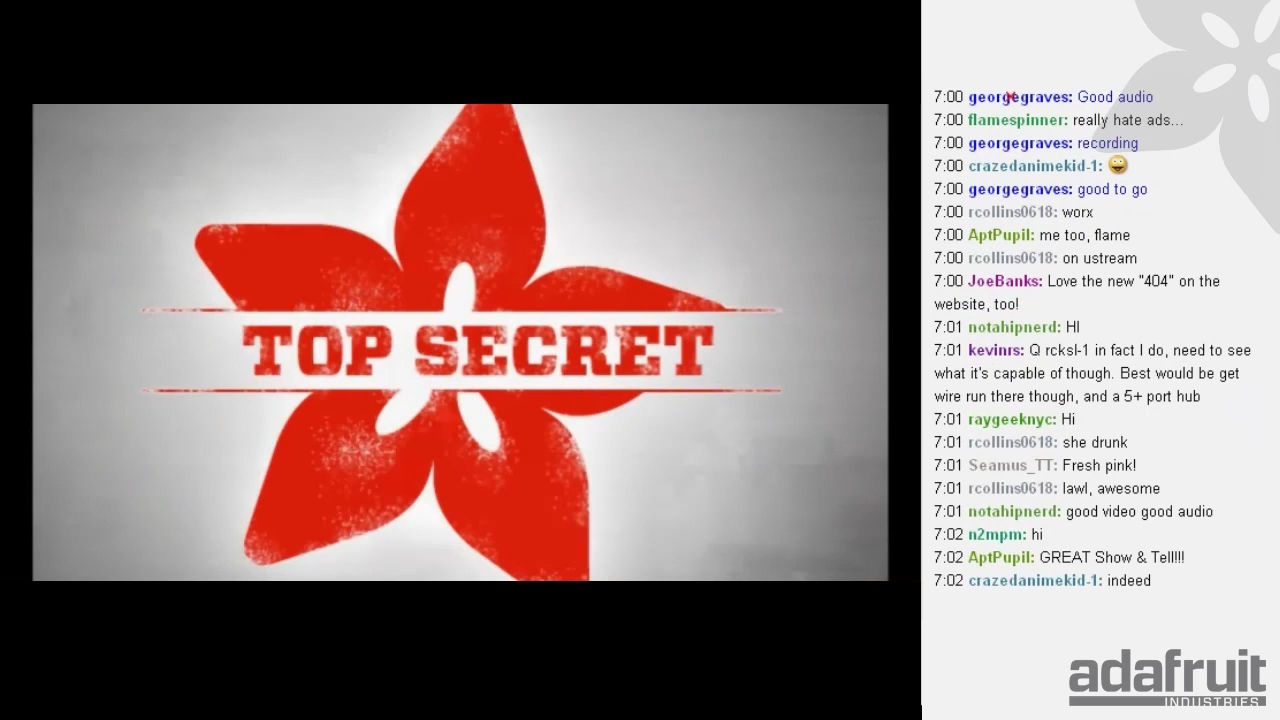 TOP SECRET
7:00 georgegraves: Good audio
7:00 flamespinner: really hate ads...
7:00 georgegraves: recording
7:00 crazedanimekid-1:
7:00 georgegraves: good to go
7:00 rcollins0618: worx
7:00 AptPupil: me too, flame
7:00 rcollins0618: on ustream
7:00 JoeBanks: Love the new "404" on the
website, too!
7:01 notahipnerd: HI
7:01 kevinrs: Q rcksl-1 in fact I do, need to see
what it's capable of though. Best would be get
wire run there though, and a 5+ port hub
7:01 raygeeknyc: Hi
7:01 rcollins0618: she drunk
7:01 Seamus_TT: Fresh pink!
7:01 rcollins0618: lawl, awesome
7:01 notahipnerd: good video good audio
7:02 n2mpm: hi
7:02 AptPupil: GREAT Show & Tell!!!
7:02 crazedanimekid-1: indeed
adafruit
INDUSTRIES